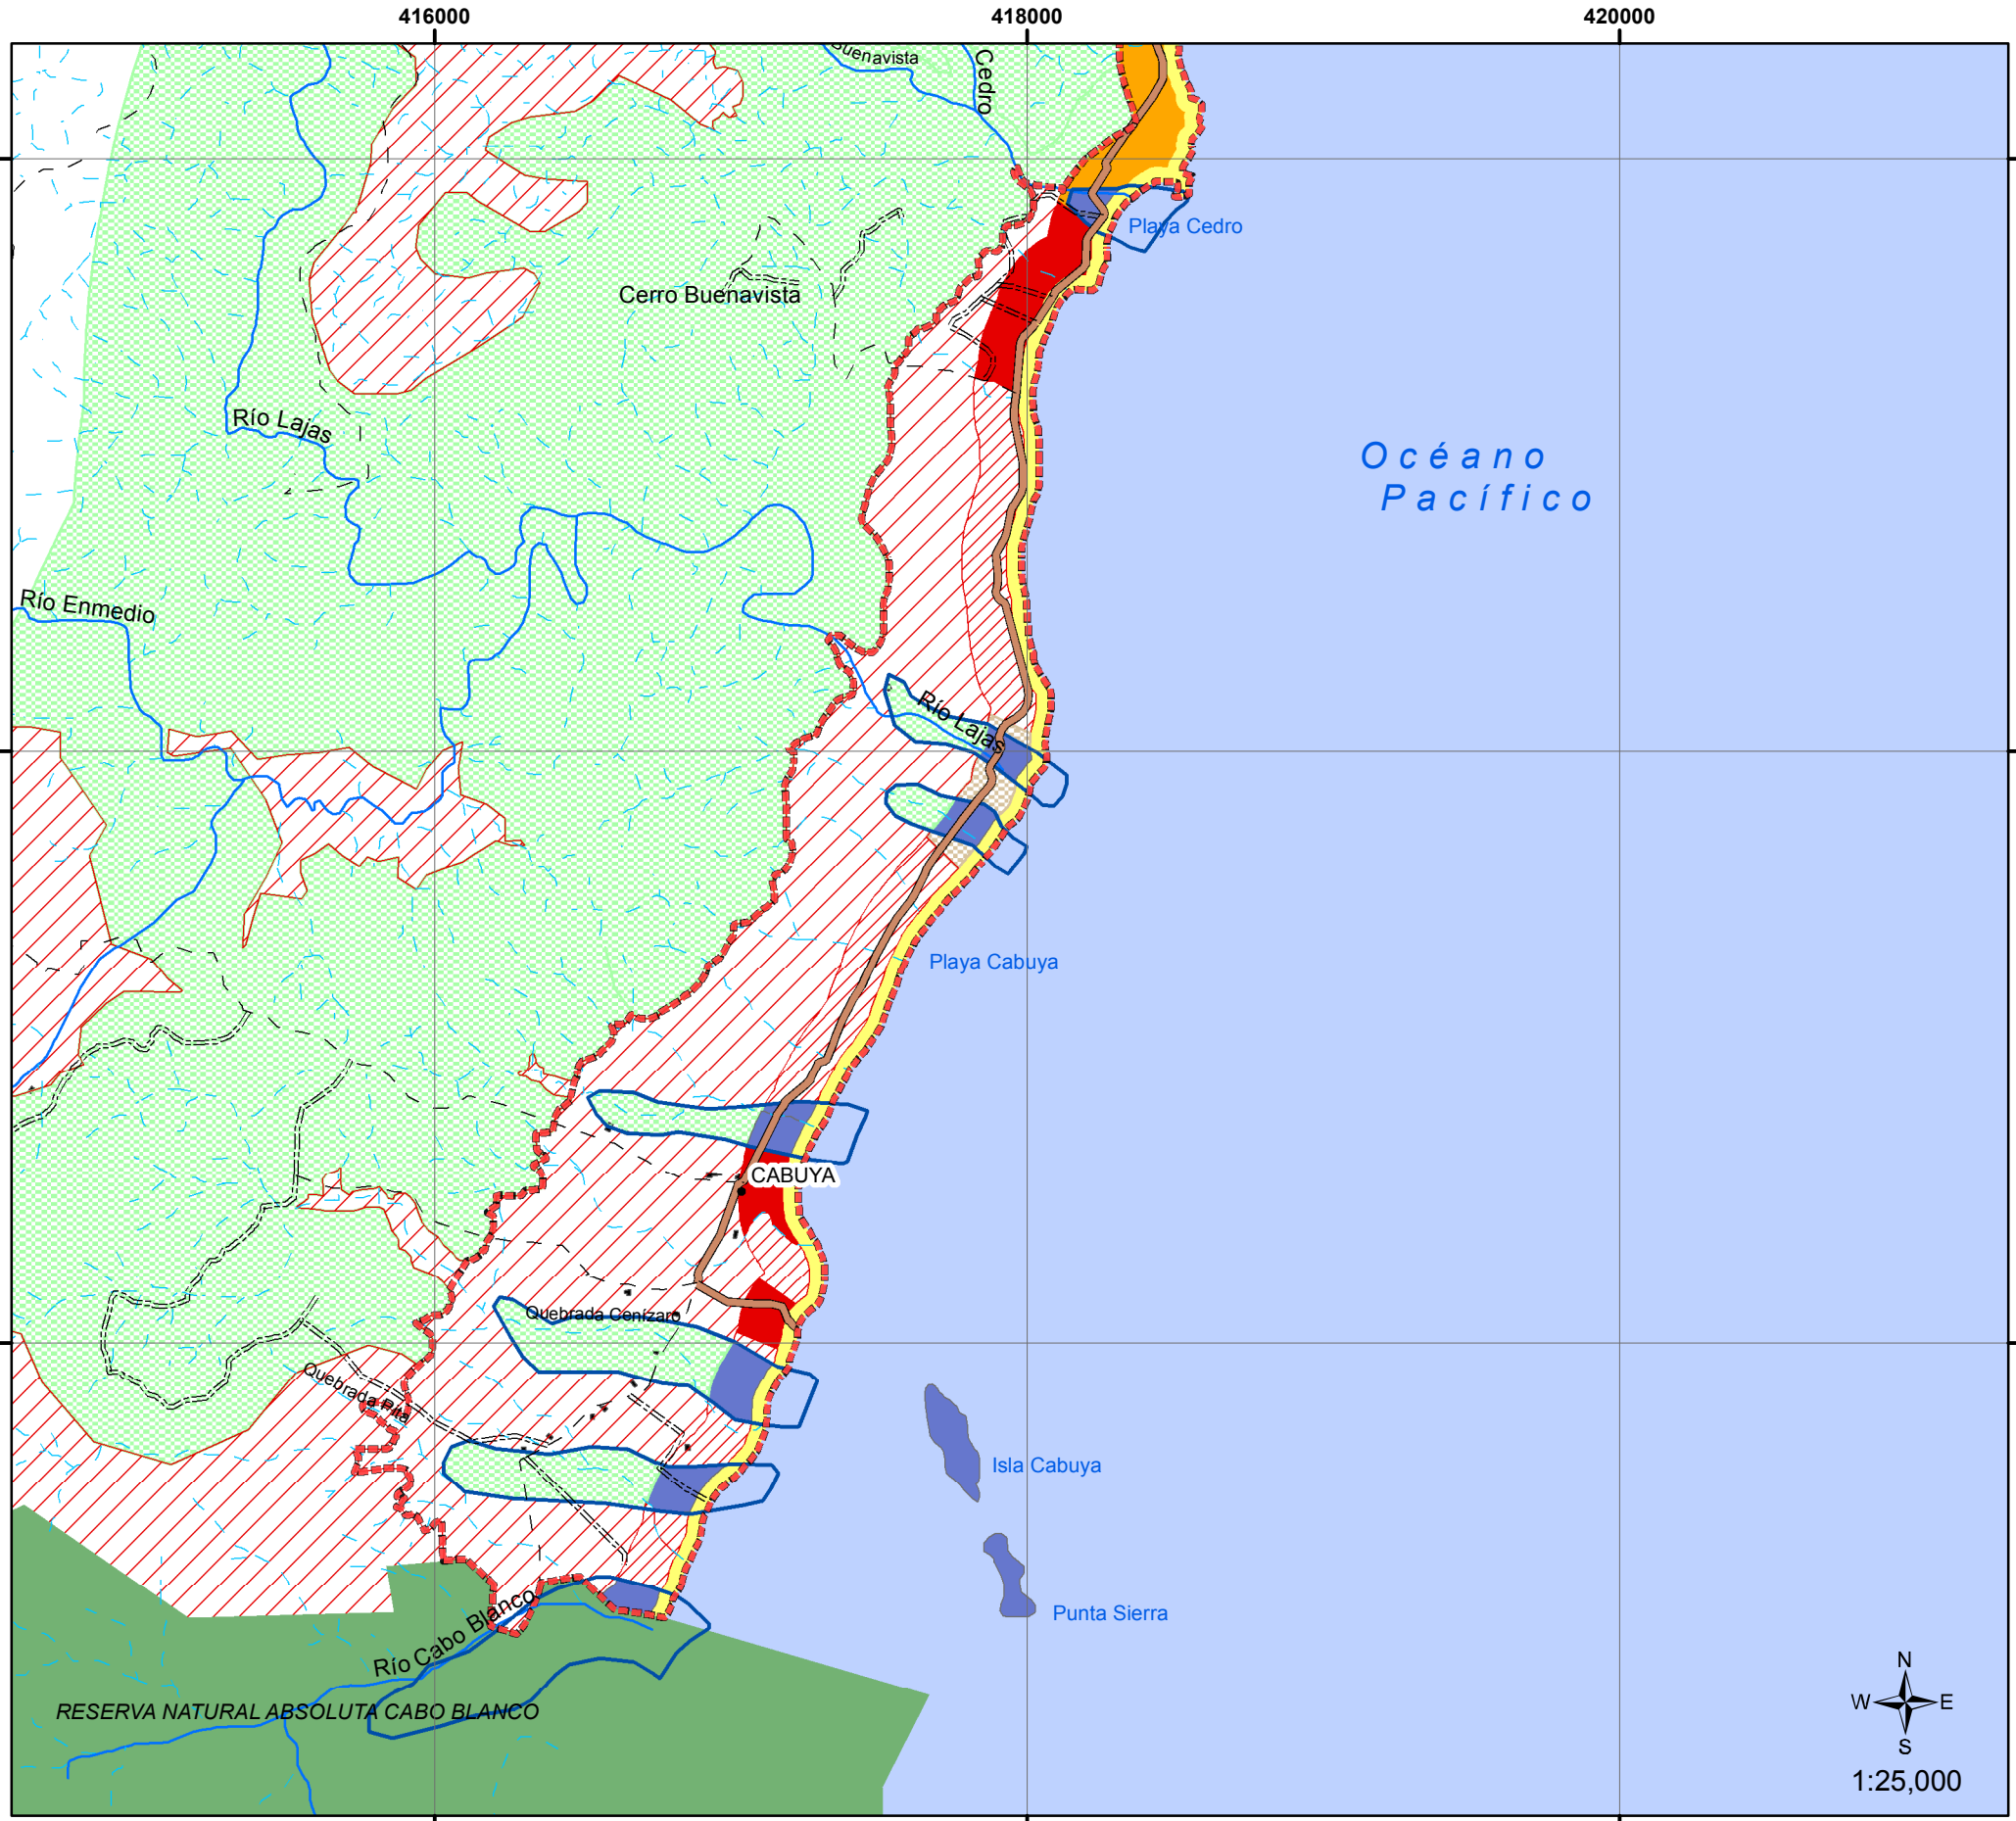 416000
418000
420000
Buenavista
Cedro
Playa Cedro
Cerro Buenavista
Río Lajas
Océano
Pacífico
Río Enmedio
Río Lajas
Playa Cabuya
CABUYA
Quebrada Cenízaro
Quebrada Pita
Isla Cabuya
Punta Sierra
Río Cabo Blanco
RESERVA NATURAL ABSOLUTA CABO BLANCO
N
W
E
S
1:25,000